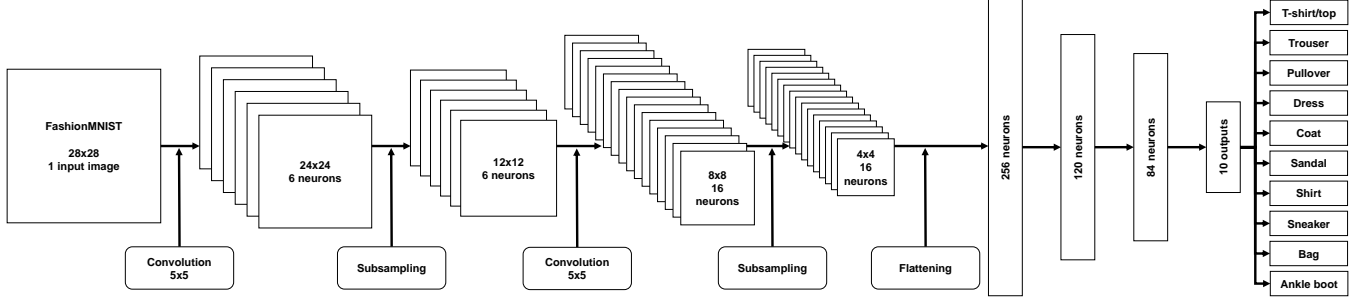 FashionMNIST
28x28
1 input image
Convolution
5x5
24x24
6 neurons
Subsampling
12x12
6 neurons
Convolution
5x5
8x8
16
neurons
Subsampling
4x4
16
neurons
Flattening
256 neurons
120 neurons
84 neurons
10 outputs
T-shirt/top
Trouser
Pullover
Dress
Coat
Sandal
Shirt
Sneaker
Bag
Ankle boot